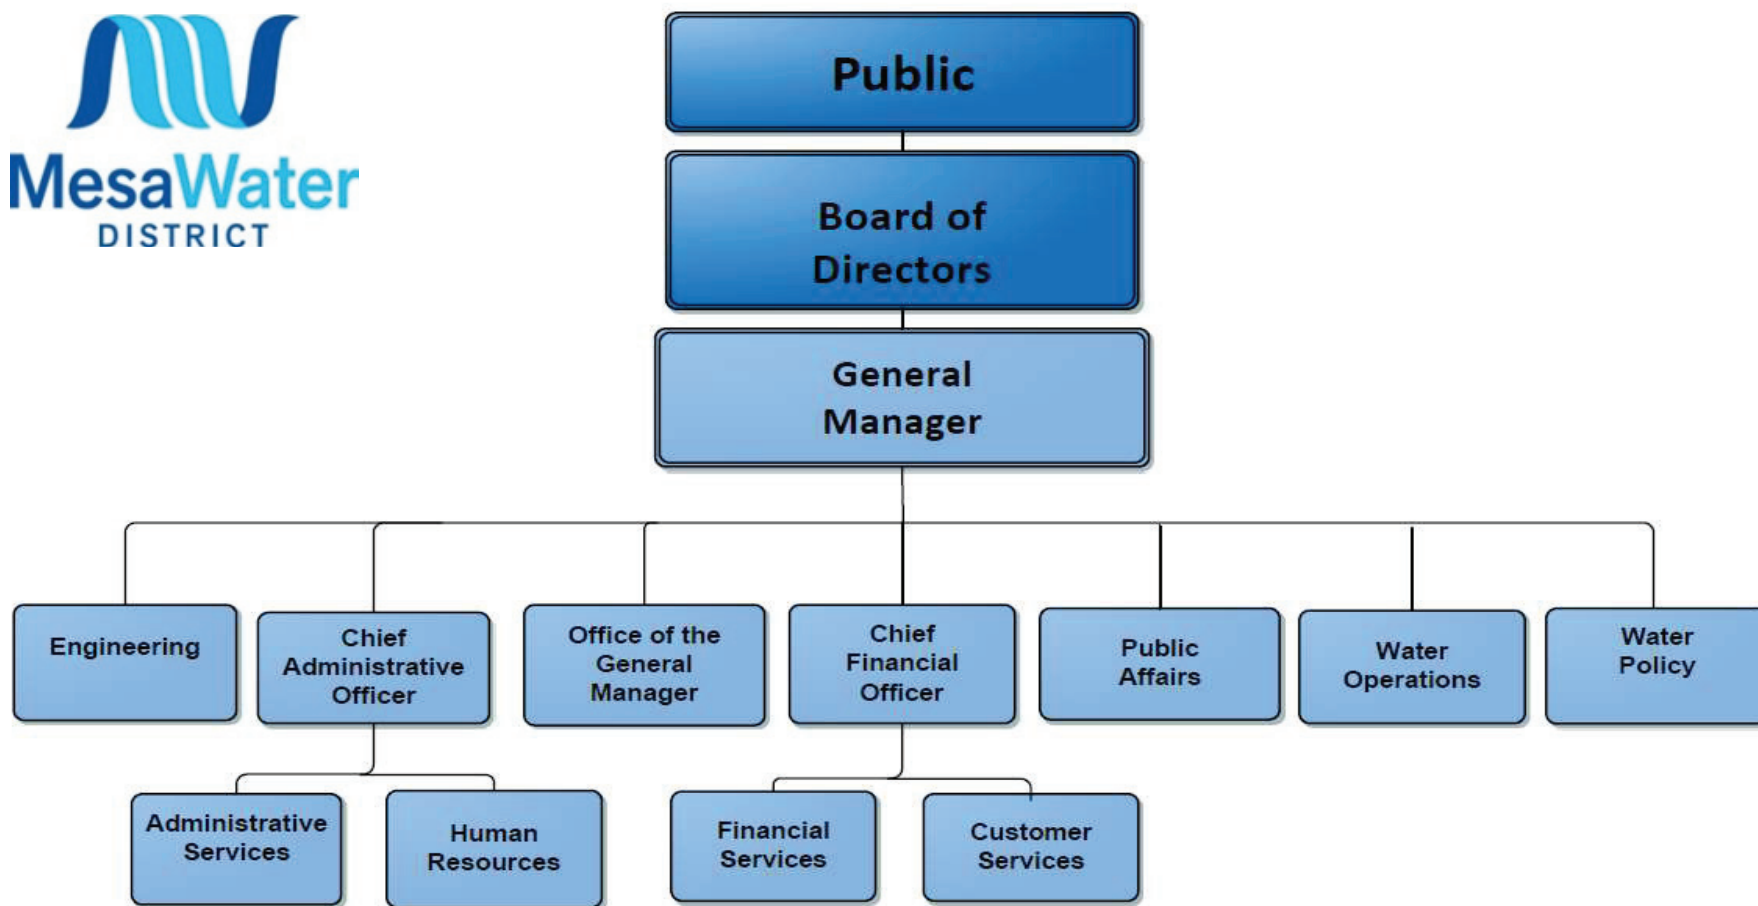 MesaWater
DISTRICT
Public
Board of
Directors
General
Manager
Engineering
Chief
Administrative
Officer
Office of the
General
Manager
Chief
Financial
Officer
Public
Affairs
Water
Operations
Water
Policy
Administrative
Services
Human
Resources
Financial
Services
Customer
Services